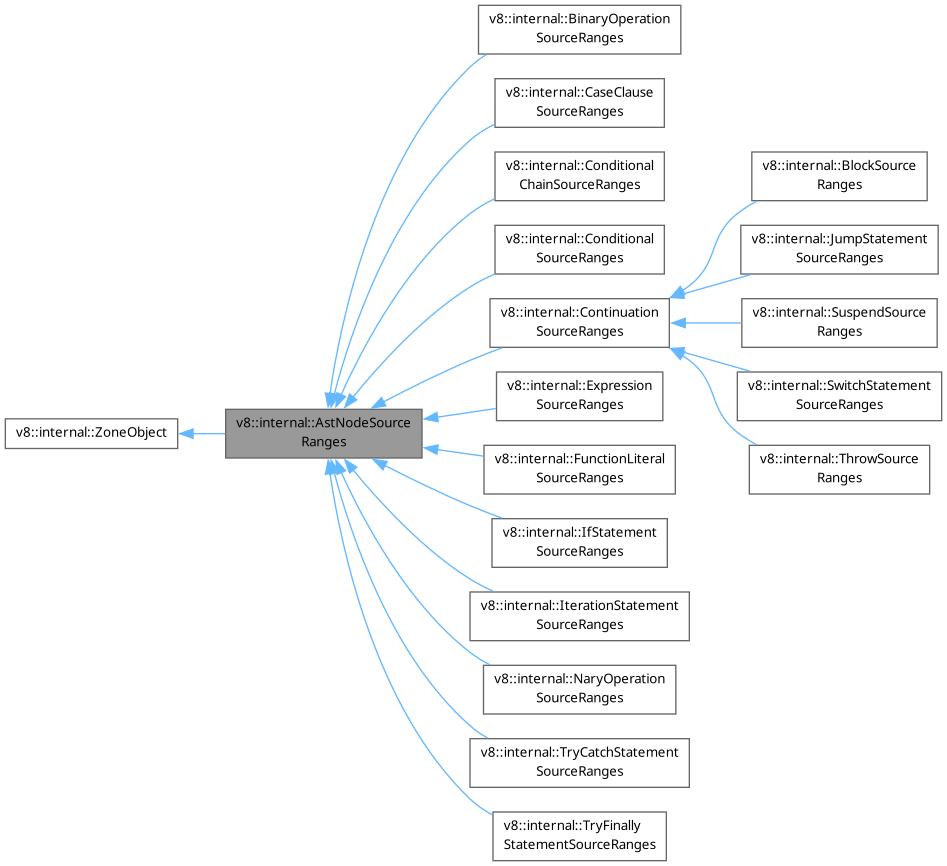 v8::internal::BinaryOperation
SourceRanges
v8::internal::CaseClause
SourceRanges
v8::internal::Conditional
ChainSourceRanges
v8::internal::Conditional
SourceRanges
v8::internal::Continuation
SourceRanges
v8::internal::Expression
SourceRanges
v8::internal::FunctionLiteral
SourceRanges
v8::internal::IfStatement
SourceRanges
v8::internal::IterationStatement
SourceRanges
v8::internal::NaryOperation
SourceRanges
v8::internal::TryCatchStatement
SourceRanges
v8::internal::TryFinally
StatementSourceRanges
v8::internal::BlockSource
Ranges
v8::internal::JumpStatement
SourceRanges
v8::internal::SuspendSource
Ranges
v8::internal::SwitchStatement
SourceRanges
v8::internal::ThrowSource
Ranges
v8::internal::ZoneObject
v8::internal::AstNodeSource
Ranges